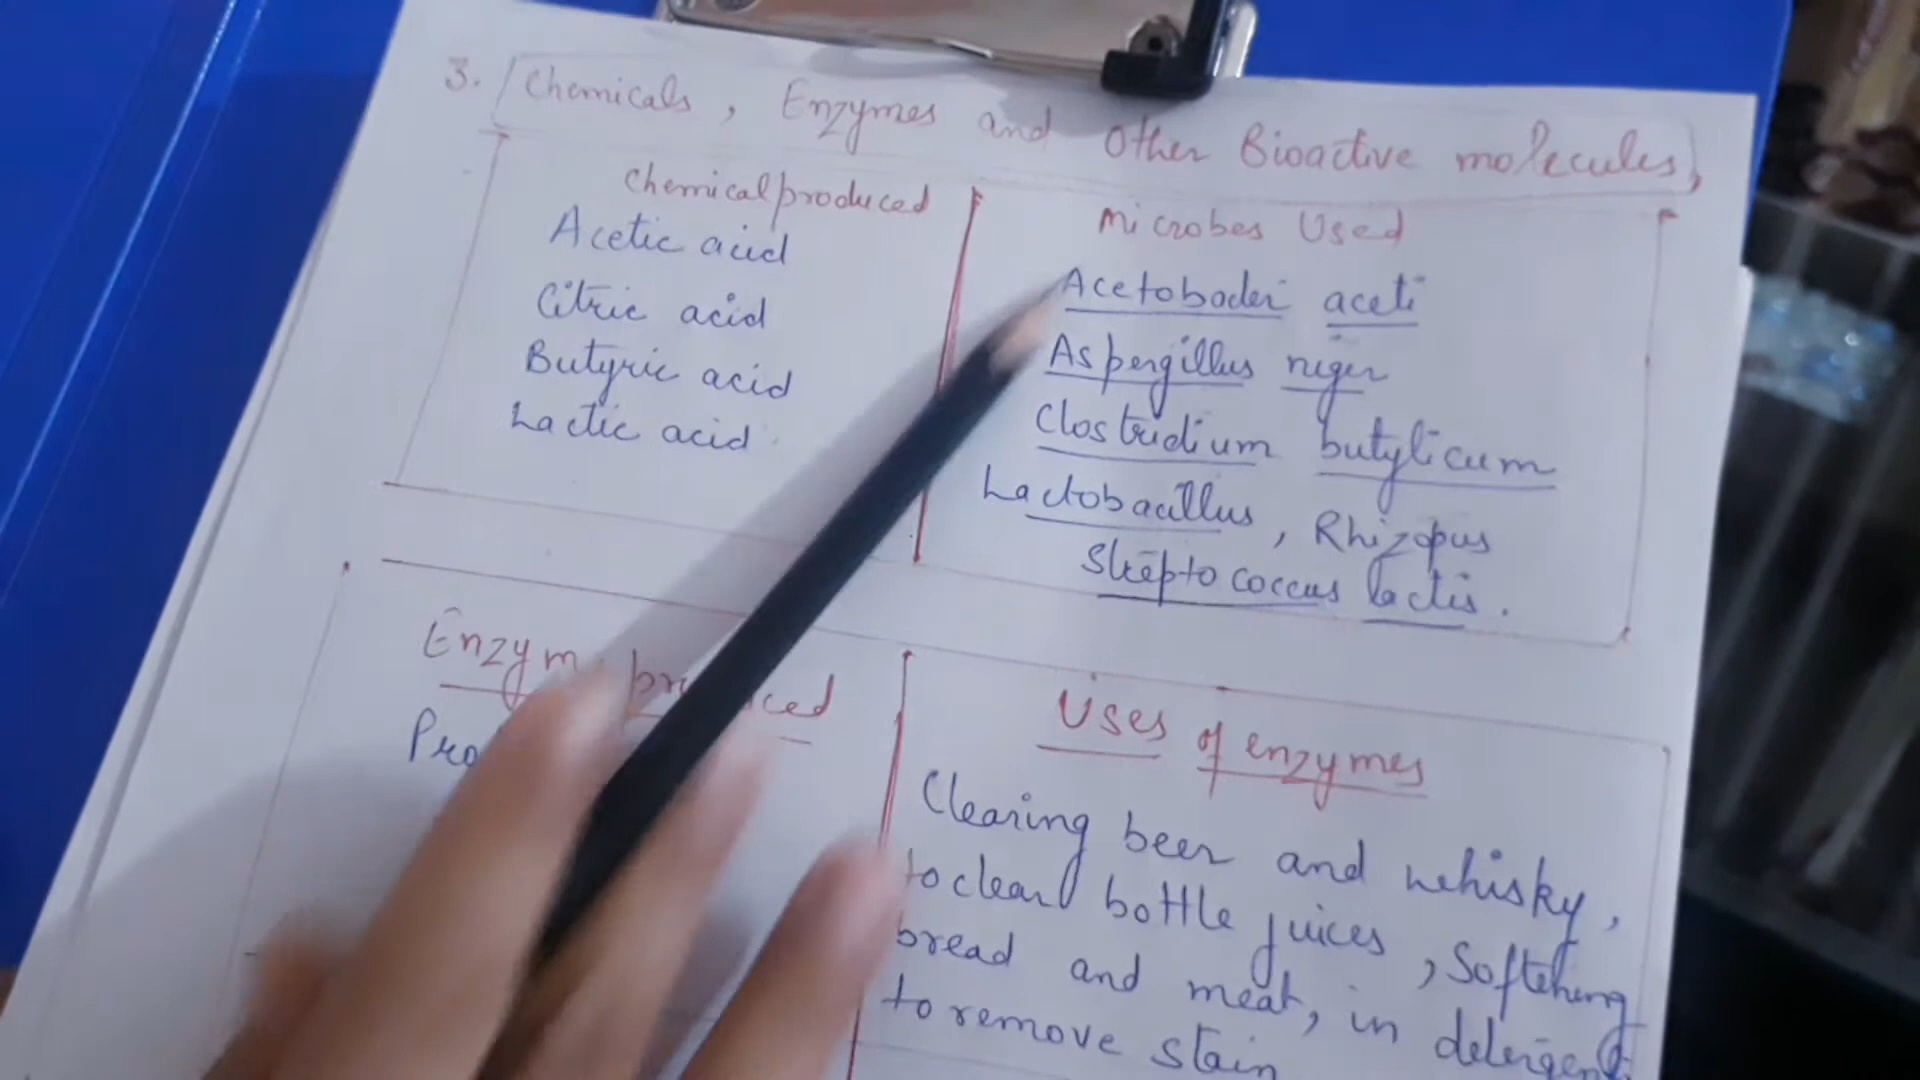 3. Chemicals, Enzymes and Other Bioactive molecules,
Chemical produced
Acetic acid
Citric acid
Butyric acid
Lactic acid
Microbes Used
Acetobacter aceti
Aspergillus niger
Clostridium butylicum
Lactobacillus, Rhizopus
Streptococcus lactis.
Uses of enzymes
Clearing beer and whisky,
to clear bottle juices, Softening
bread and meat, in detergent
to remove stain